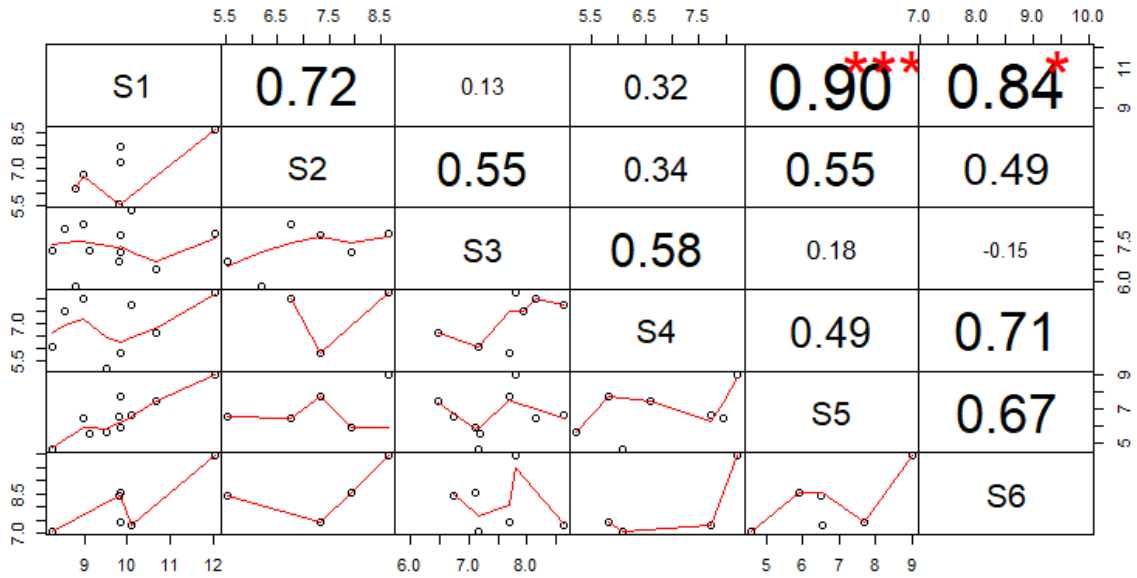 5.5 6.5 7.5 8.5 5.5 6.5 7.5 7.0 8.0 9.0 10.0
S1 0.72 0.13 0.32 0.90 *** 0.84 * 9 11
5.5 7.0 8.5 S2 0.55 0.34 0.55 0.49
S3 0.58 0.18 -0.15 6.0 7.5
5.5 7.0 S4 0.49 0.71
S5 0.67 5 7 9
7.0 8.5 S6
9 10 11 12 6.0 7.0 8.0 5 6 7 8 9